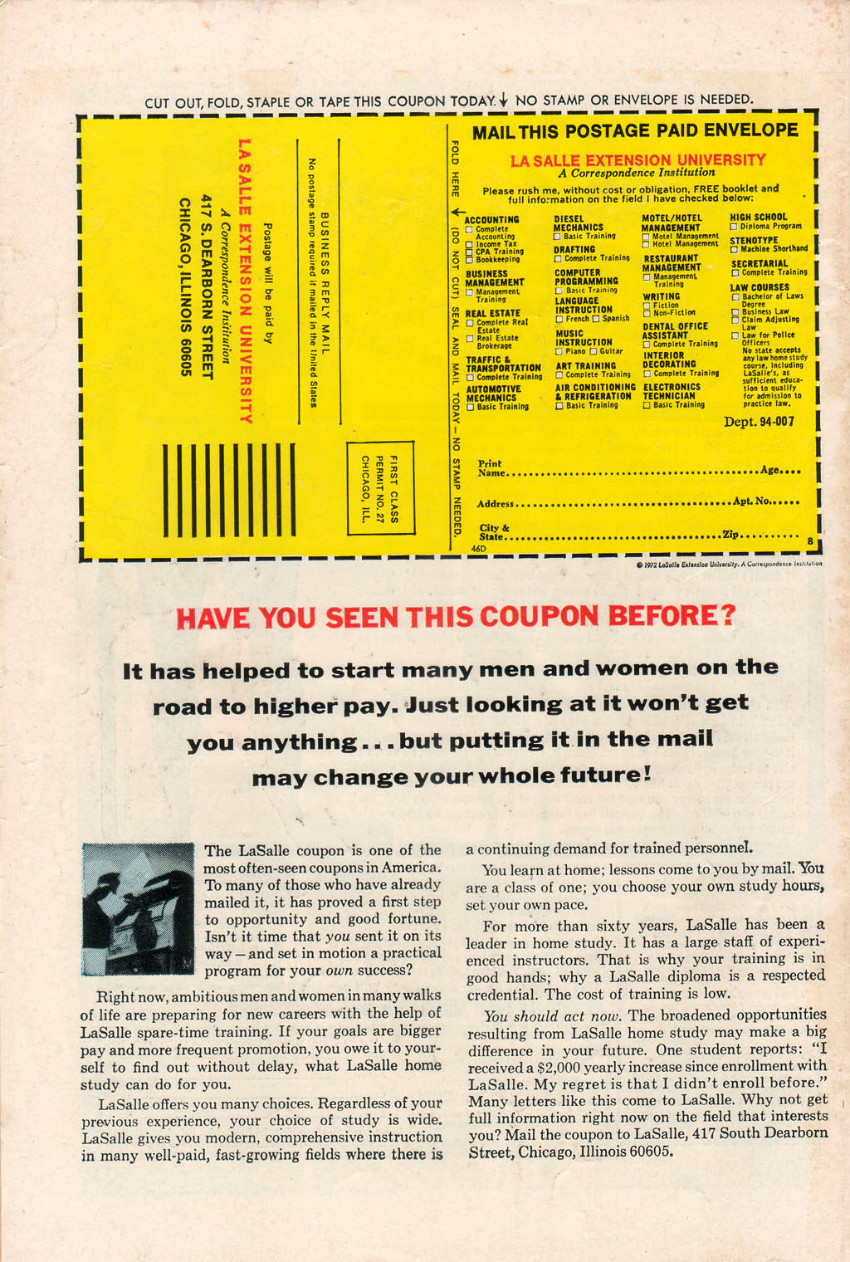 CUT OUT, FOLD, STAPLE OR TAPE THIS COUPON TODAY. ↓ NO STAMP OR ENVELOPE IS NEEDED.
LA SALLE EXTENSION UNIVERSITY
A Correspondence Institution
417 S. DEARBORN STREET
CHICAGO, ILLINOIS 60605
Postage will be paid by
BUSINESS REPLY MAIL
No postage stamp required if mailed in the United States
FIRST CLASS
PERMIT NO. 27
CHICAGO, ILL.
FOLD HERE → (DO NOT CUT) SEAL AND MAIL TODAY — NO STAMP NEEDED.
MAIL THIS POSTAGE PAID ENVELOPE
LA SALLE EXTENSION UNIVERSITY
A Correspondence Institution
Please rush me, without cost or obligation, FREE booklet and
full information on the field I have checked below:
ACCOUNTING
☐ Complete
Accounting
☐ Income Tax
☐ CPA Training
☐ Bookkeeping
BUSINESS
MANAGEMENT
☐ Management
Training
REAL ESTATE
☐ Complete Real
Estate
☐ Real Estate
Brokerage
TRAFFIC &
TRANSPORTATION
☐ Complete Training
AUTOMOTIVE
MECHANICS
☐ Basic Training
DIESEL
MECHANICS
☐ Basic Training
DRAFTING
☐ Complete Training
COMPUTER
PROGRAMMING
☐ Basic Training
LANGUAGE
INSTRUCTION
☐ French ☐ Spanish
MUSIC
INSTRUCTION
☐ Piano ☐ Guitar
ART TRAINING
☐ Complete Training
AIR CONDITIONING
& REFRIGERATION
☐ Basic Training
MOTEL/HOTEL
MANAGEMENT
☐ Motel Management
☐ Hotel Management
RESTAURANT
MANAGEMENT
☐ Management
Training
WRITING
☐ Fiction
☐ Non-Fiction
DENTAL OFFICE
ASSISTANT
☐ Complete Training
INTERIOR
DECORATING
☐ Complete Training
ELECTRONICS
TECHNICIAN
☐ Basic Training
HIGH SCHOOL
☐ Diploma Program
STENOTYPE
☐ Machine Shorthand
SECRETARIAL
☐ Complete Training
LAW COURSES
☐ Bachelor of Laws
Degree
☐ Business Law
☐ Claim Adjusting
Law
☐ Law for Police
Officers
No state accepts
any law home study
course, including
LaSalle's, as
sufficient educa-
tion to qualify
for admission to
practice law.
Dept. 94-007
Print
Name Age
Address Apt. No.
City &
State Zip
46D
8
© 1972 LaSalle Extension University. A Correspondence Institution
HAVE YOU SEEN THIS COUPON BEFORE?
It has helped to start many men and women on the
road to higher pay. Just looking at it won't get
you anything...but putting it in the mail
may change your whole future!
The LaSalle coupon is one of the
most often-seen coupons in America.
To many of those who have already
mailed it, it has proved a first step
to opportunity and good fortune.
Isn't it time that you sent it on its
way — and set in motion a practical
program for your own success?
Right now, ambitious men and women in many walks
of life are preparing for new careers with the help of
LaSalle spare-time training. If your goals are bigger
pay and more frequent promotion, you owe it to your-
self to find out without delay, what LaSalle home
study can do for you.
LaSalle offers you many choices. Regardless of your
previous experience, your choice of study is wide.
LaSalle gives you modern, comprehensive instruction
in many well-paid, fast-growing fields where there is
a continuing demand for trained personnel.
You learn at home; lessons come to you by mail. You
are a class of one; you choose your own study hours,
set your own pace.
For more than sixty years, LaSalle has been a
leader in home study. It has a large staff of experi-
enced instructors. That is why your training is in
good hands; why a LaSalle diploma is a respected
credential. The cost of training is low.
You should act now. The broadened opportunities
resulting from LaSalle home study may make a big
difference in your future. One student reports: "I
received a $2,000 yearly increase since enrollment with
LaSalle. My regret is that I didn't enroll before."
Many letters like this come to LaSalle. Why not get
full information right now on the field that interests
you? Mail the coupon to LaSalle, 417 South Dearborn
Street, Chicago, Illinois 60605.